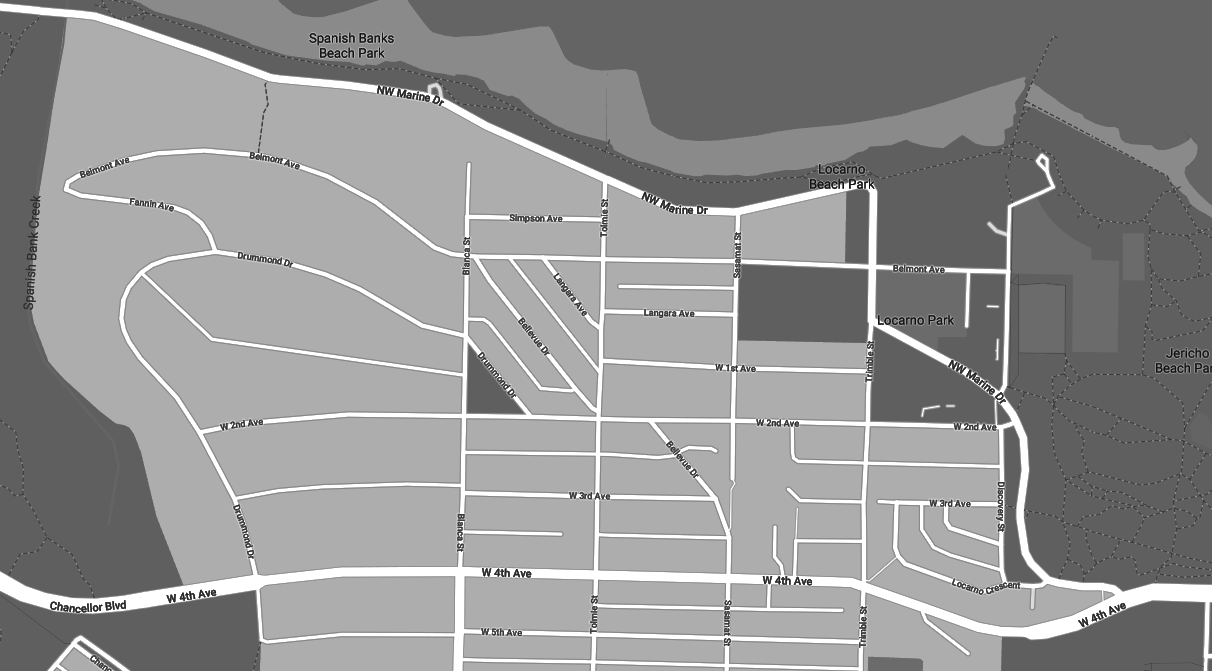 Spanish Banks
Beach Park
NW Marine Dr
Belmont Ave
Belmont Ave
Locarno
Beach Park
Fannin Ave
NW Marine Dr
Simpson Ave
Tolmie St
Spanish Bank Creek
Blanca St
Sasamat St
Drummond Dr
Belmont Ave
Langara Ave
Langara Ave
Locarno Park
Bellevue Dr
Trimble St
Jericho
Beach Par
W 1st Ave
Drummond Dr
NW Marine Dr
W 2nd Ave
W 2nd Ave
W 2nd Ave
Bellevue Dr
W 3rd Ave
W 3rd Ave
Discovery St
Drummond Dr
Blanca St
W 4th Ave
W 4th Ave
Locarno Crescent
W 4th Ave
Chancellor Blvd
W 4th Ave
Tolmie St
Sasamat St
Trimble St
W 5th Ave
Chanc